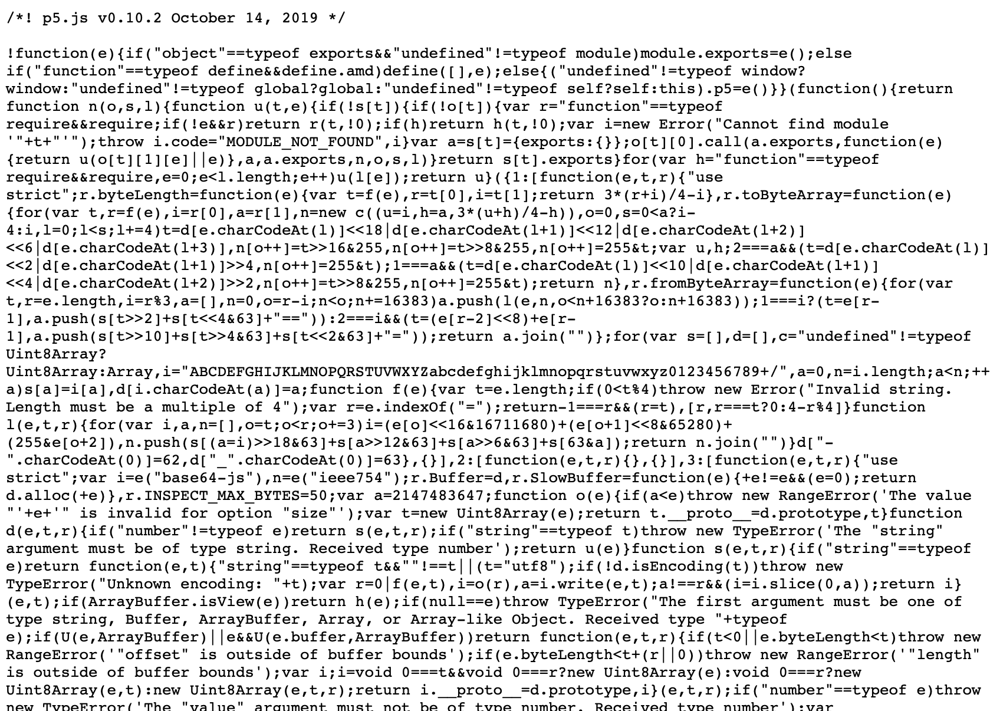 /*! p5.js v0.10.2 October 14, 2019 */
!function(e){if("object"==typeof exports&&"undefined"!=typeof module)module.exports=e();else
if("function"==typeof define&&define.amd)define([],e);else{("undefined"!=typeof window?
window:"undefined"!=typeof global?global:"undefined"!=typeof self?self:this).p5=e()}}(function(){return
function n(o,s,l){function u(t,e){if(!s[t]){if(!o[t]){var r="function"==typeof
require&&require;if(!e&&r)return r(t,!0);if(h)return h(t,!0);var i=new Error("Cannot find module
'"+t+"'");throw i.code="MODULE_NOT_FOUND",i}var a=s[t]={exports:{}};o[t][0].call(a.exports,function(e)
{return u(o[t][1][e]||e)},a,a.exports,n,o,s,l)}return s[t].exports}for(var h="function"==typeof
require&&require,e=0;e<l.length;e++)u(l[e]);return u}({1:[function(e,t,r){"use
strict";r.byteLength=function(e){var t=f(e),r=t[0],i=t[1];return 3*(r+i)/4-i},r.toByteArray=function(e)
{for(var t,r=f(e),i=r[0],a=r[1],n=new c((u=i,h=a,3*(u+h)/4-h)),o=0,s=0<a?i-
4:i,l=0;l<s;l+=4)t=d[e.charCodeAt(l)]<<18|d[e.charCodeAt(l+1)]<<12|d[e.charCodeAt(l+2)]
<<6|d[e.charCodeAt(l+3)],n[o++]=t>>16&255,n[o++]=t>>8&255,n[o++]=255&t;var u,h;2===a&&(t=d[e.charCodeAt(l)]
<<2|d[e.charCodeAt(l+1)]>>4,n[o++]=255&t);1===a&&(t=d[e.charCodeAt(l)]<<10|d[e.charCodeAt(l+1)]
<<4|d[e.charCodeAt(l+2)]>>2,n[o++]=t>>8&255,n[o++]=255&t);return n},r.fromByteArray=function(e){for(var
t,r=e.length,i=r%3,a=[],n=0,o=r-i;n<o;n+=16383)a.push(l(e,n,o<n+16383?o:n+16383));1===i?(t=e[r-
1],a.push(s[t>>2]+s[t<<4&63]+"==")):2===i&&(t=(e[r-2]<<8)+e[r-
1],a.push(s[t>>10]+s[t>>4&63]+s[t<<2&63]+"="));return a.join("")};for(var s=[],d=[],c="undefined"!=typeof
Uint8Array?
Uint8Array:Array,i="ABCDEFGHIJKLMNOPQRSTUVWXYZabcdefghijklmnopqrstuvwxyz0123456789+/",a=0,n=i.length;a<n;++
a)s[a]=i[a],d[i.charCodeAt(a)]=a;function f(e){var t=e.length;if(0<t%4)throw new Error("Invalid string.
Length must be a multiple of 4");var r=e.indexOf("=");return-1===r&&(r=t),[r,r===t?0:4-r%4]}function
l(e,t,r){for(var i,a,n=[],o=t;o<r;o+=3)i=(e[o]<<16&16711680)+(e[o+1]<<8&65280)+
(255&e[o+2]),n.push(s[(a=i)>>18&63]+s[a>>12&63]+s[a>>6&63]+s[63&a]);return n.join("")}d["-
".charCodeAt(0)]=62,d["_".charCodeAt(0)]=63},{}],2:[function(e,t,r){},{}],3:[function(e,t,r){"use
strict";var i=e("base64-js"),n=e("ieee754");r.Buffer=d,r.SlowBuffer=function(e){+e!=e&&(e=0);return
d.alloc(+e)},r.INSPECT_MAX_BYTES=50;var a=2147483647;function o(e){if(a<e)throw new RangeError('The value
"'+e+'" is invalid for option "size"');var t=new Uint8Array(e);return t.__proto__=d.prototype,t}function
d(e,t,r){if("number"!=typeof e)return s(e,t,r);if("string"==typeof t)throw new TypeError('The "string"
argument must be of type string. Received type number');return u(e)}function s(e,t,r){if("string"==typeof
e)return function(e,t){"string"==typeof t&&""!==t||(t="utf8");if(!d.isEncoding(t))throw new
TypeError("Unknown encoding: "+t);var r=0|f(e,t),i=o(r),a=i.write(e,t);a!==r&&(i=i.slice(0,a));return i}
(e,t);if(ArrayBuffer.isView(e))return h(e);if(null==e)throw TypeError("The first argument must be one of
type string, Buffer, ArrayBuffer, Array, or Array-like Object. Received type "+typeof
e);if(U(e,ArrayBuffer)||e&&U(e.buffer,ArrayBuffer))return function(e,t,r){if(t<0||e.byteLength<t)throw new
RangeError('"offset" is outside of buffer bounds');if(e.byteLength<t+(r||0))throw new RangeError('"length"
is outside of buffer bounds');var i;i=void 0===t&&void 0===r?new Uint8Array(e):void 0===r?new
Uint8Array(e,t):new Uint8Array(e,t,r);return i.__proto__=d.prototype,i}(e,t,r);if("number"==typeof e)throw
new TypeError('The "value" argument must not be of type number. Received type number');var